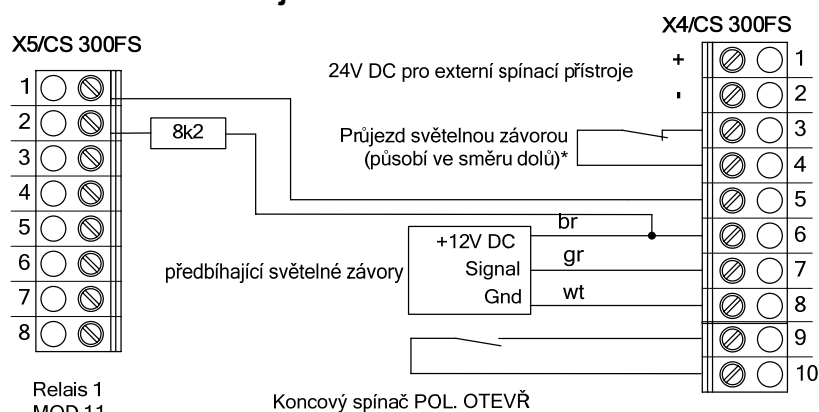 X5/CS 300FS
1
2
3
4
5
6
7
8
8k2
Relais 1
MOD 11
X4/CS 300FS
24V DC pro externí spínací přístroje
+
-
Průjezd světelnou závorou
(působí ve směru dolů)*
předbíhající světelné závory
+12V DC
Signal
Gnd
br
gr
wt
Koncový spínač POL. OTEVŘ
1
2
3
4
5
6
7
8
9
10